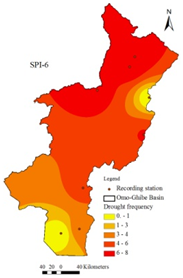 N
SPI-6
Legend
Recording station
Omo-Ghibe Basin
Drought frequency
0. - 1
1 - 3
3 - 4
4 - 6
6 - 8
40 20 0 40 Kilometers